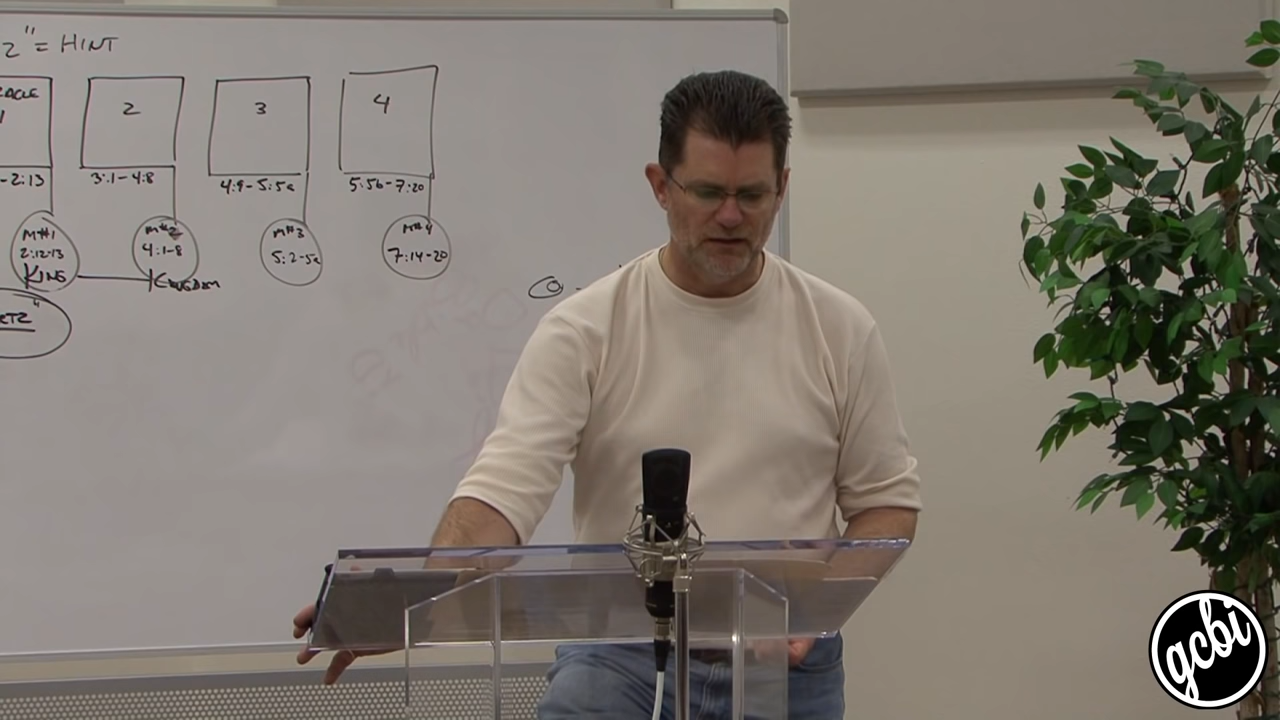 2" = HINT
2 3 4
-2:13 3:1-4:8 4:9-5:5a 5:5b-7:20
M#1 M#2 M#3 M#4
2:12-13 4:1-8 5:2-5a 7:14-20
KING KINGDOM
gcbi